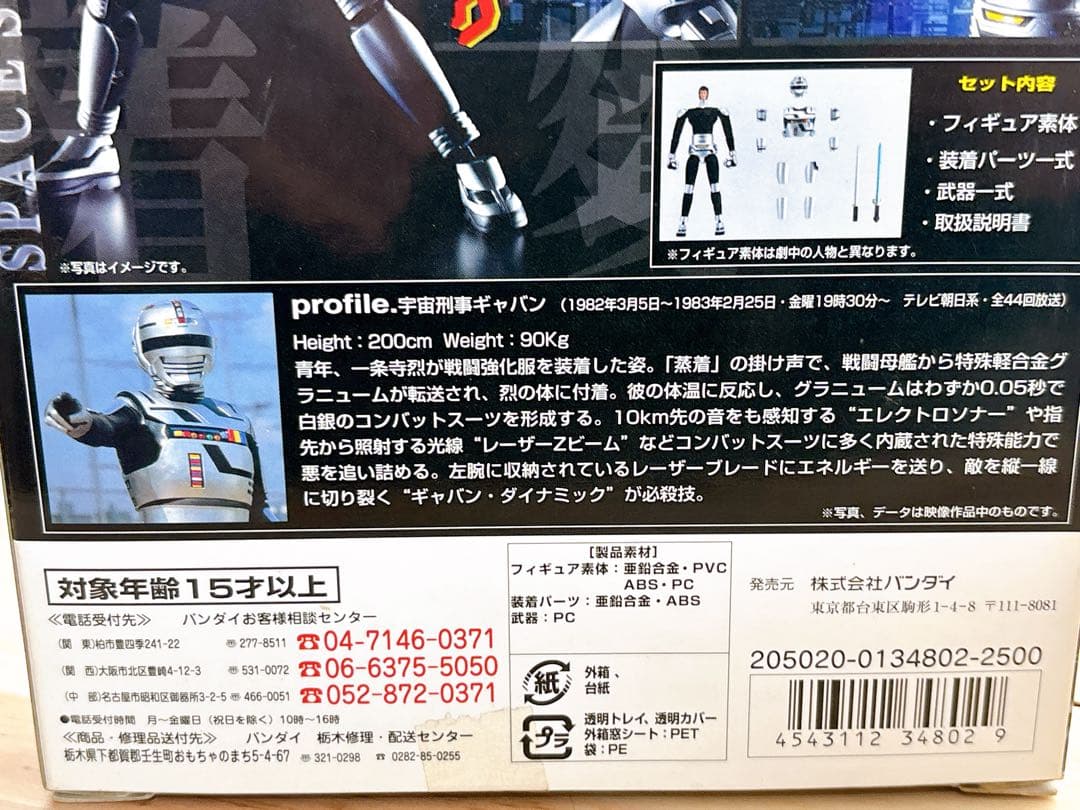 SPACE
蒸
着
※写真はイメージです。
セット内容
・フィギュア素体
・装着パーツ一式
・武器一式
・取扱説明書
※フィギュア素体は劇中の人物と異なります。
profile.宇宙刑事ギャバン （1982年3月5日〜1983年2月25日・金曜19時30分〜 テレビ朝日系・全44回放送）
Height：200cm Weight：90Kg
青年、一条寺烈が戦闘強化服を装着した姿。「蒸着」の掛け声で、戦闘母艦から特殊軽合金グ
ラニュームが転送され、烈の体に付着。彼の体温に反応し、グラニュームはわずか0.05秒で
白銀のコンバットスーツを形成する。10km先の音をも感知する“エレクトロソナー”や指
先から照射する光線“レーザーZビーム”などコンバットスーツに多く内蔵された特殊能力で
悪を追い詰める。左腕に収納されているレーザーブレードにエネルギーを送り、敵を縦一線
に切り裂く“ギャバン・ダイナミック”が必殺技。
※写真、データは映像作品中のものです。
対象年齢15才以上
≪電話受付先≫ バンダイお客様相談センター
(関 東)柏市豊四季241-22 〠277-8511 ☎04-7146-0371
(関 西)大阪市北区豊崎4-12-3 〠531-0072 ☎06-6375-5050
(中 部)名古屋市昭和区御器所3-2-5 〠466-0051 ☎052-872-0371
●電話受付時間 月〜金曜日（祝日を除く）10時〜16時
≪商品・修理品送付先≫ バンダイ 栃木修理・配送センター
栃木県下都賀郡壬生町おもちゃのまち5-4-67 〠321-0298 ☎0282-85-0255
【製品素材】
フィギュア素体：亜鉛合金・PVC
ABS・PC
装着パーツ：亜鉛合金・ABS
武器：PC
紙
外箱、
台紙
プラ
透明トレイ、透明カバー
外箱窓シート：PET
袋：PE
発売元 株式会社バンダイ
東京都台東区駒形1-4-8 〒111-8081
205020-0134802-2500
4543112 348029